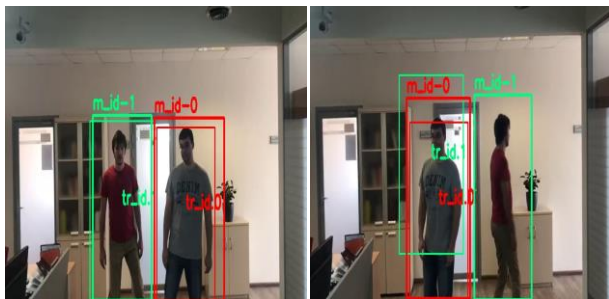 m_id-1 m_id-0
tr_id. tr_id.0
m_id-0 m_id-1
tr_id.1
tr_id.0